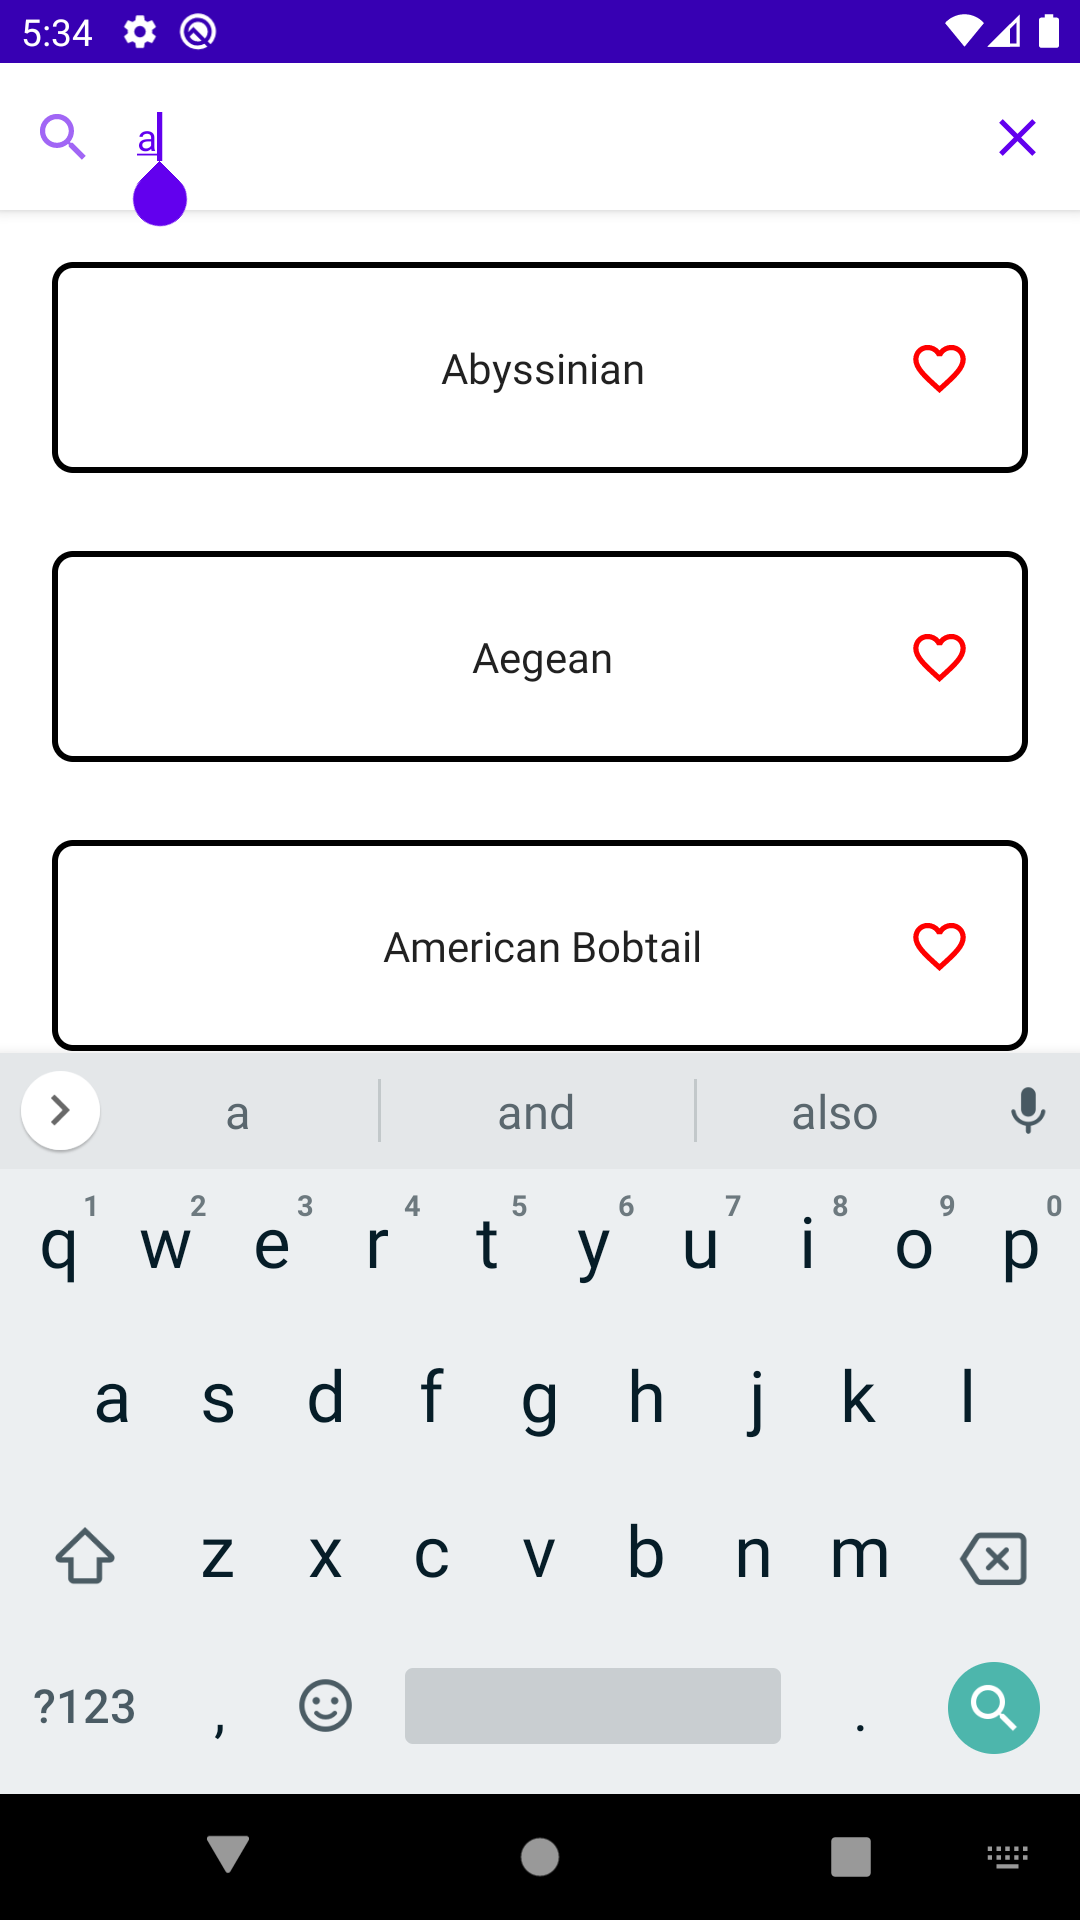 5:34
a
Abyssinian
Aegean
American Bobtail
a and also
1 2 3 4 5 6 7 8 9 0
q w e r t y u i o p
a s d f g h j k l
z x c v b n m
?123 , .